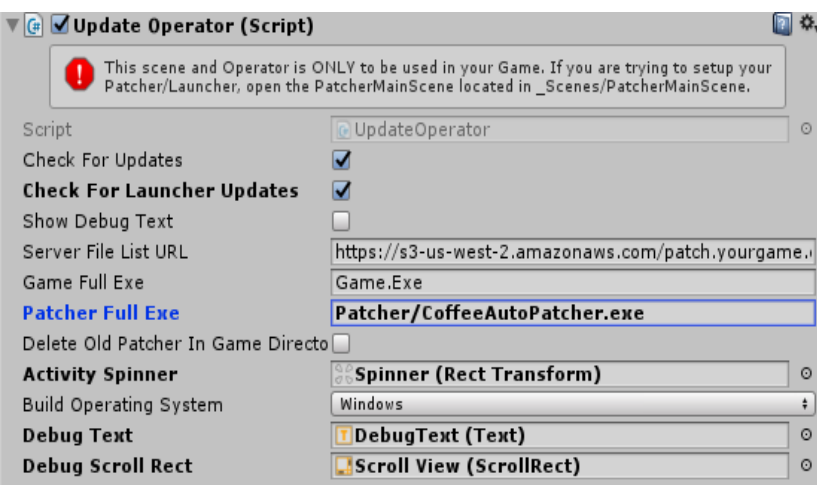 Update Operator (Script)
This scene and Operator is ONLY to be used in your Game. If you are trying to setup your
Patcher/Launcher, open the PatcherMainScene located in _Scenes/PatcherMainScene.
Script UpdateOperator
Check For Updates
Check For Launcher Updates
Show Debug Text
Server File List URL https://s3-us-west-2.amazonaws.com/patch.yourgame.
Game Full Exe Game.Exe
Patcher Full Exe Patcher/CoffeeAutoPatcher.exe
Delete Old Patcher In Game Directo
Activity Spinner Spinner (Rect Transform)
Build Operating System Windows
Debug Text DebugText (Text)
Debug Scroll Rect Scroll View (ScrollRect)